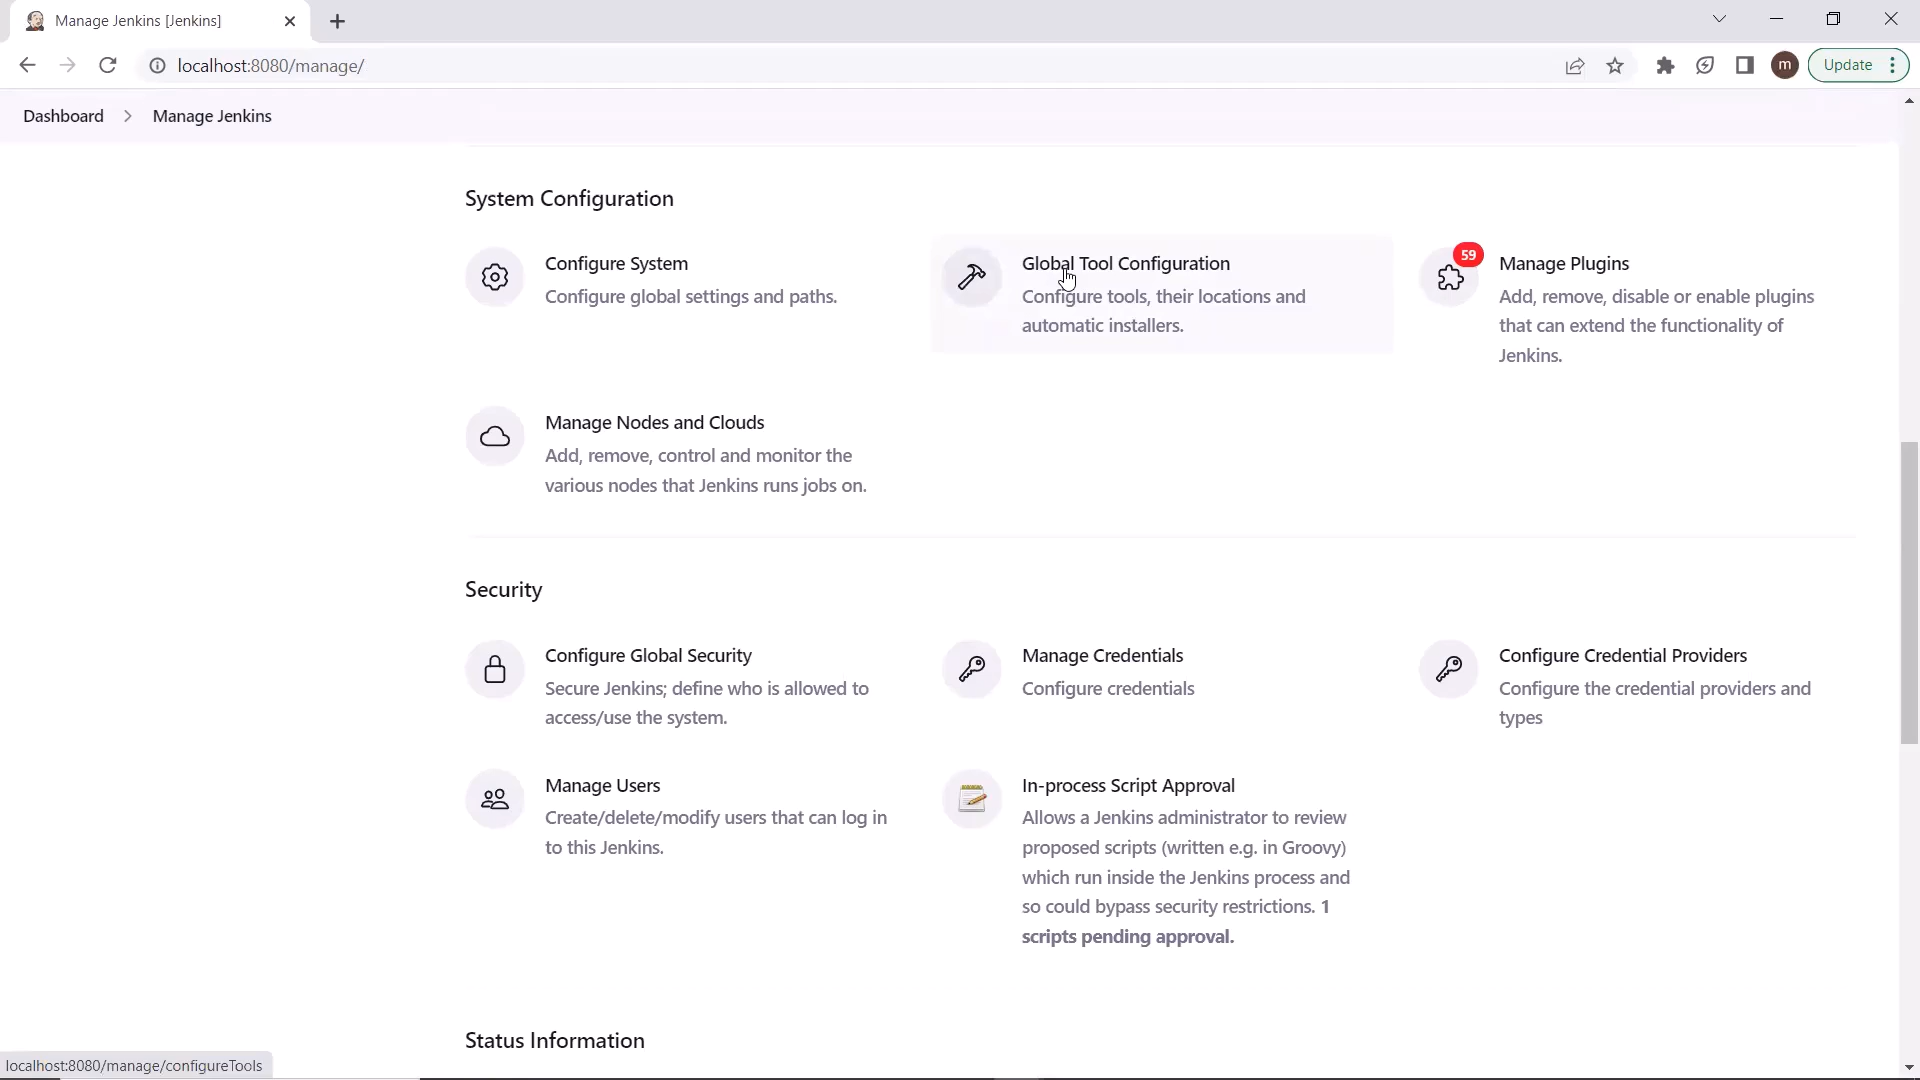 Manage Jenkins [Jenkins]
localhost:8080/manage/
m
Update
Dashboard
Manage Jenkins
System Configuration
Configure System
Configure global settings and paths.
Global Tool Configuration
Configure tools, their locations and
automatic installers.
59
Manage Plugins
Add, remove, disable or enable plugins
that can extend the functionality of
Jenkins.
Manage Nodes and Clouds
Add, remove, control and monitor the
various nodes that Jenkins runs jobs on.
Security
Configure Global Security
Secure Jenkins; define who is allowed to
access/use the system.
Manage Credentials
Configure credentials
Configure Credential Providers
Configure the credential providers and
types
Manage Users
Create/delete/modify users that can log in
to this Jenkins.
In-process Script Approval
Allows a Jenkins administrator to review
proposed scripts (written e.g. in Groovy)
which run inside the Jenkins process and
so could bypass security restrictions. 1
scripts pending approval.
Status Information
localhost:8080/manage/configureTools